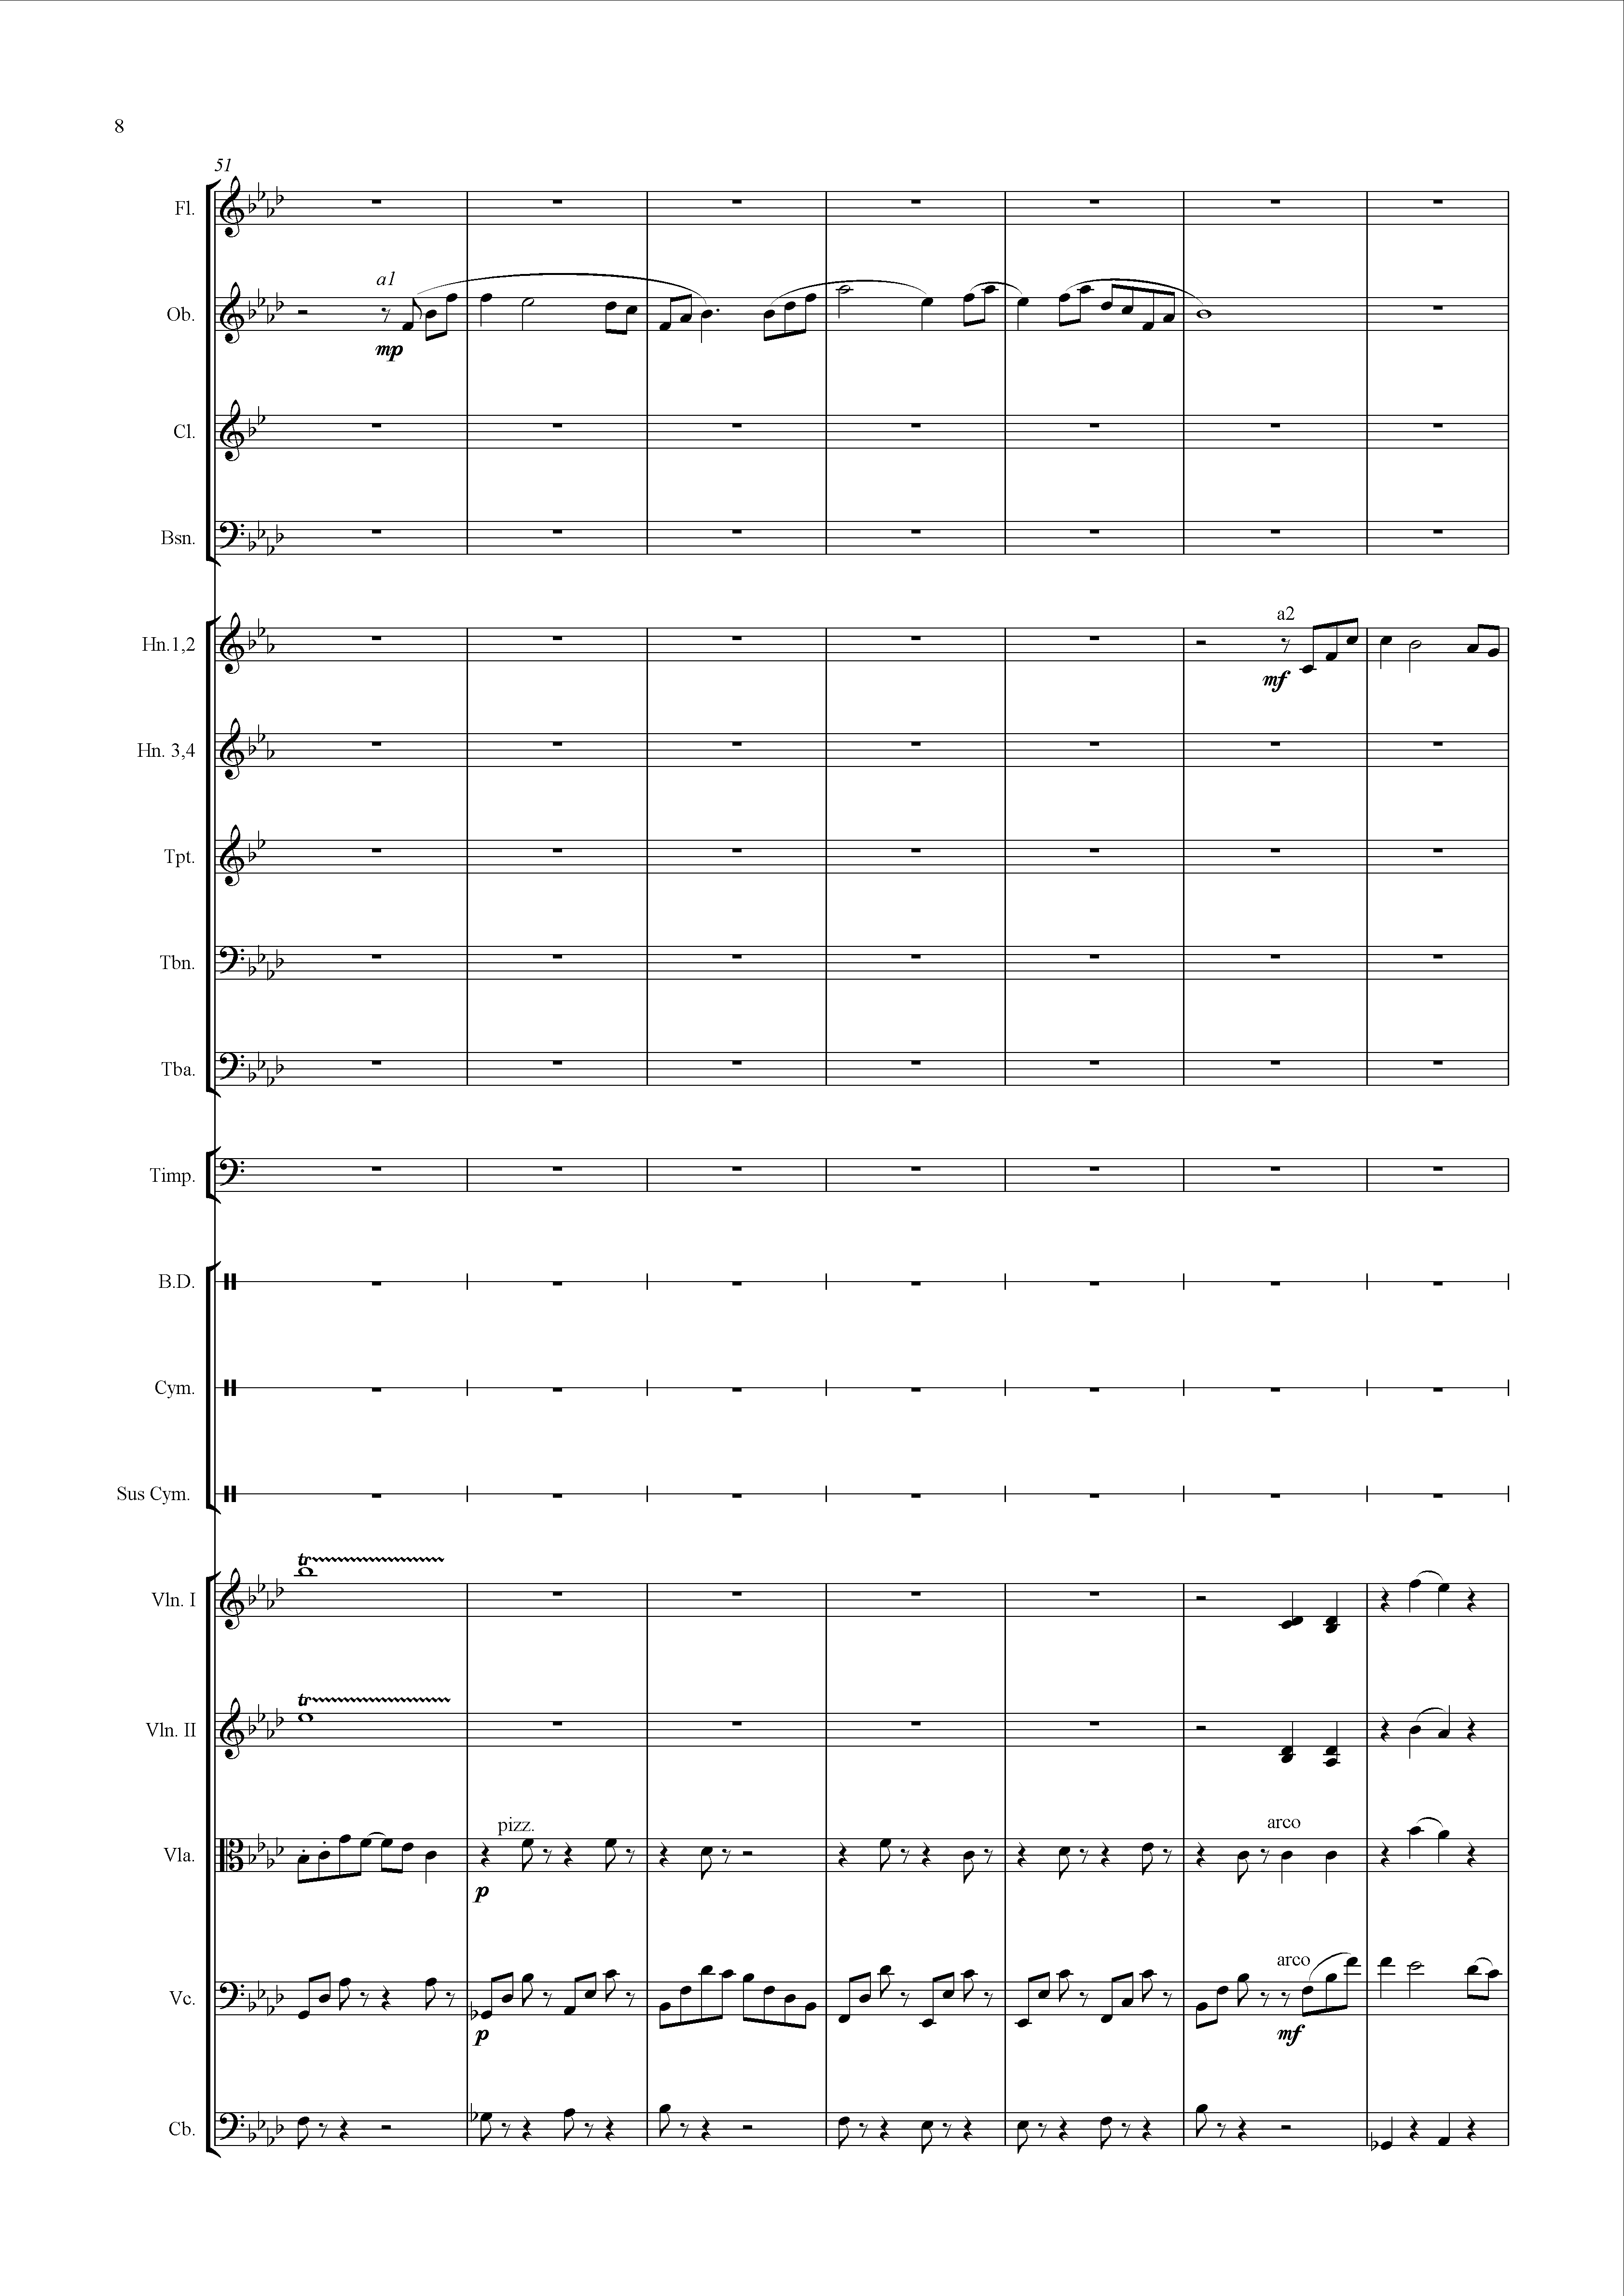 8
51
Fl.
a1
Ob.
mp
Cl.
Bsn.
a2
Hn.1,2
mf
Hn. 3,4
Tpt.
Tbn.
Tba.
Timp.
B.D.
Cym.
Sus Cym.
tr
Vln. I
tr
Vln. II
pizz. arco
Vla.
p
arco
Vc.
p mf
Cb.